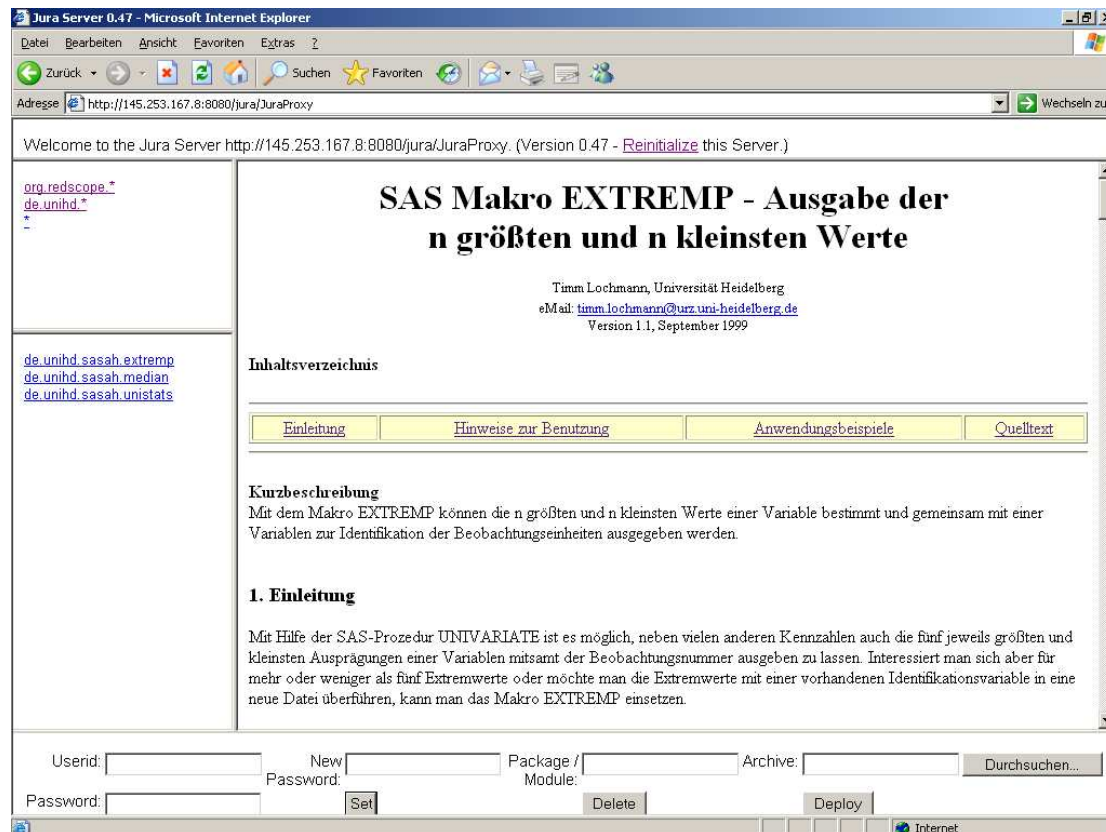 Jura Server 0.47 - Microsoft Internet Explorer
Datei Bearbeiten Ansicht Favoriten Extras ?
Zurück Suchen Favoriten
Adresse http://145.253.167.8:8080/jura/JuraProxy Wechseln zu
Welcome to the Jura Server http://145.253.167.8:8080/jura/JuraProxy. (Version 0.47 - Reinitialize this Server.)
org.redscope.*
de.unihd.*
*
de.unihd.sasah.extremp
de.unihd.sasah.median
de.unihd.sasah.unistats
SAS Makro EXTREMP - Ausgabe der
n größten und n kleinsten Werte
Timm Lochmann, Universität Heidelberg
eMail: timm.lochmann@urz.uni-heidelberg.de
Version 1.1, September 1999
Inhaltsverzeichnis
Einleitung Hinweise zur Benutzung Anwendungsbeispiele Quelltext
Kurzbeschreibung
Mit dem Makro EXTREMP können die n größten und n kleinsten Werte einer Variable bestimmt und gemeinsam mit einer
Variablen zur Identifikation der Beobachtungseinheiten ausgegeben werden.
1. Einleitung
Mit Hilfe der SAS-Prozedur UNIVARIATE ist es möglich, neben vielen anderen Kennzahlen auch die fünf jeweils größten und
kleinsten Ausprägungen einer Variablen mitsamt der Beobachtungsnummer ausgeben zu lassen. Interessiert man sich aber für
mehr oder weniger als fünf Extremwerte oder möchte man die Extremwerte mit einer vorhandenen Identifikationsvariable in eine
neue Datei überführen, kann man das Makro EXTREMP einsetzen.
Userid: New Password: Package / Module: Archive: Durchsuchen...
Password: Set Delete Deploy
Internet